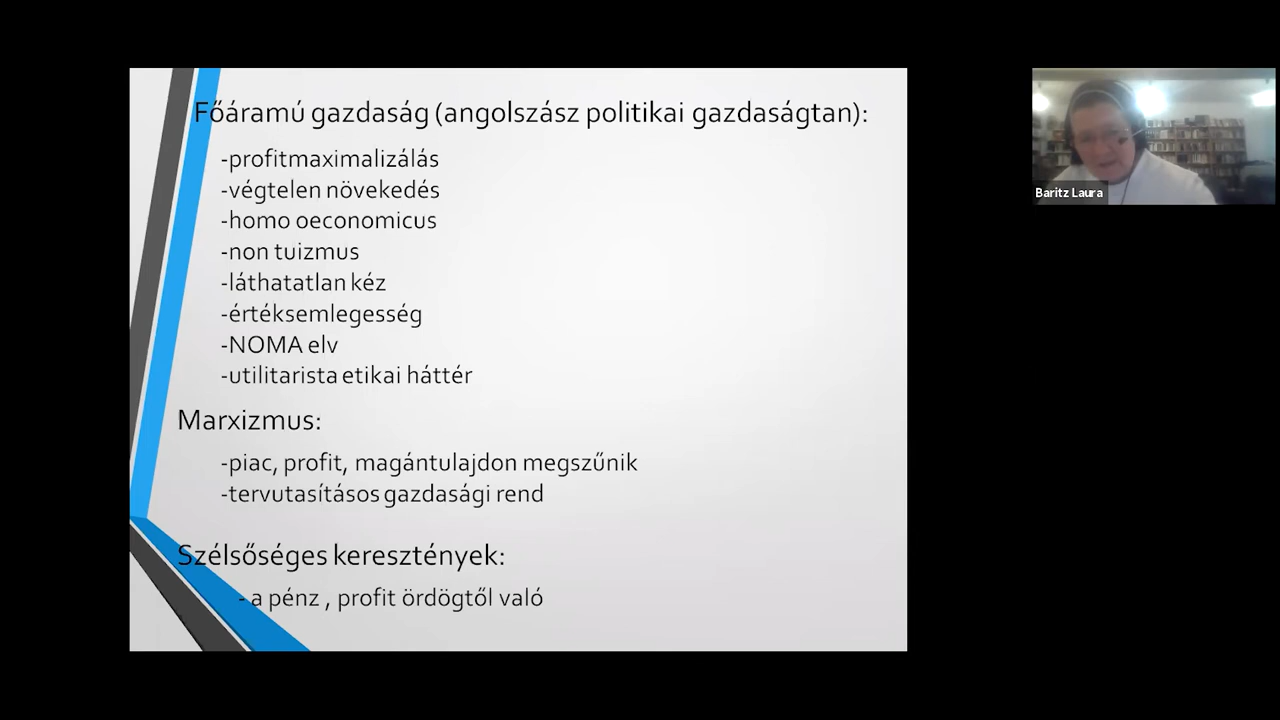 Főáramú gazdaság (angolszász politikai gazdaságtan):
-profitmaximalizálás
-végtelen növekedés
-homo oeconomicus
-non tuizmus
-láthatatlan kéz
-értéksemlegesség
-NOMA elv
-utilitarista etikai háttér
Marxizmus:
-piac, profit, magántulajdon megszűnik
-tervutasításos gazdasági rend
Szélsőséges keresztények:
- a pénz , profit ördögtől való
Baritz Laura